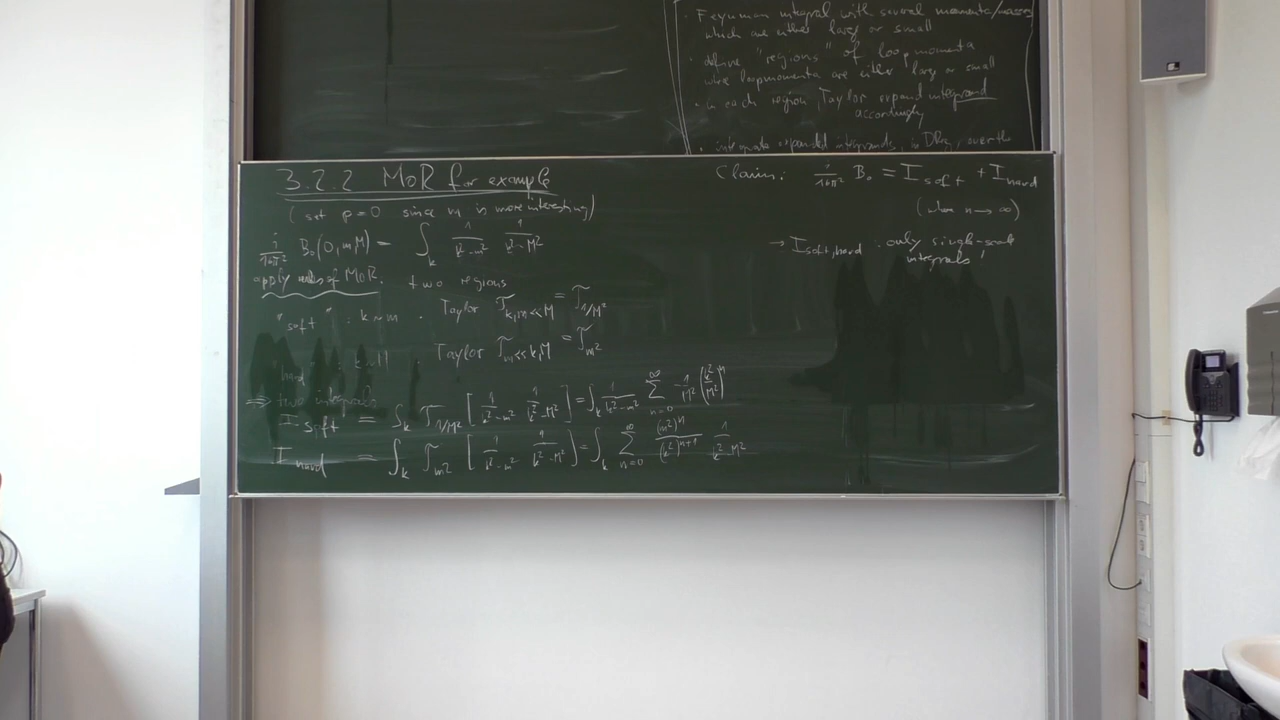 · Feynman integral with several momenta/masses
which are either large or small
· define "regions" of loopmomenta
where loopmomenta are either large or small
· in each region, Taylor expand integrand
accordingly
· integrate expanded integrands, in DReg, over the
3.2.2 MoR for example
(set p=0 since m is more interesting)
i/16π² B₀(0,m,M) = ∫_k 1/(k²-m²) 1/(k²-M²)
apply rules of MoR: two regions
"soft": k~m. Taylor T_{k,m<<M} = T_{1/M²}
hard Taylor T_{m<<k,M} = T_{m²}
⇒ two integrals
I_soft = ∫_k T_{1/M²} [1/(k²-m²) 1/(k²-M²)] = ∫_k 1/(k²-m²) Σ_{n=0}^∞ -1/M² (k²/M²)^n
I_hard = ∫_k T_{m²} [1/(k²-m²) 1/(k²-M²)] = ∫_k Σ_{n=0}^∞ (m²)^n/(k²)^{n+1} 1/(k²-M²)
Claim: i/16π² B₀ = I_soft + I_hard
(when n→∞)
→ I_soft,hard : only single-scale
integrals!